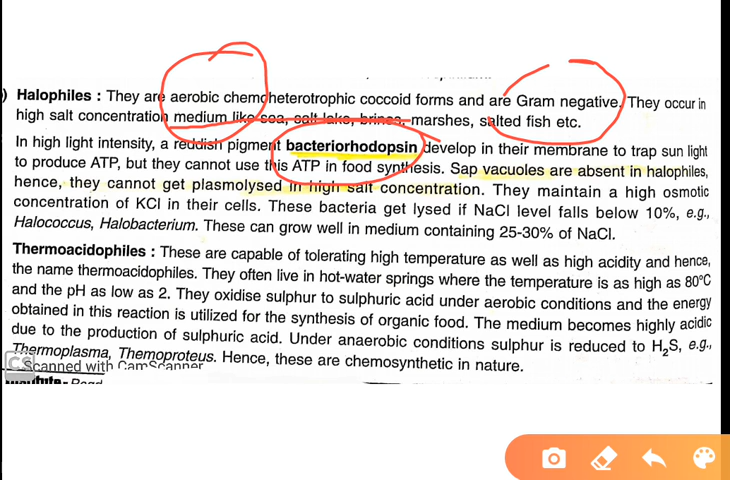 ) Halophiles : They are aerobic chemoheterotrophic coccoid forms and are Gram negative. They occur in
high salt concentration medium like sea, salt lake, brines, marshes, salted fish etc.
In high light intensity, a reddish pigment bacteriorhodopsin develop in their membrane to trap sun light
to produce ATP, but they cannot use this ATP in food synthesis. Sap vacuoles are absent in halophiles,
hence, they cannot get plasmolysed in high salt concentration. They maintain a high osmotic
concentration of KCl in their cells. These bacteria get lysed if NaCl level falls below 10%, e.g.,
Halococcus, Halobacterium. These can grow well in medium containing 25-30% of NaCl.
Thermoacidophiles : These are capable of tolerating high temperature as well as high acidity and hence,
the name thermoacidophiles. They often live in hot-water springs where the temperature is as high as 80°C
and the pH as low as 2. They oxidise sulphur to sulphuric acid under aerobic conditions and the energy
obtained in this reaction is utilized for the synthesis of organic food. The medium becomes highly acidic
due to the production of sulphuric acid. Under anaerobic conditions sulphur is reduced to H₂S, e.g.,
Thermoplasma, Themoproteus. Hence, these are chemosynthetic in nature.
CS Scanned with CamScanner